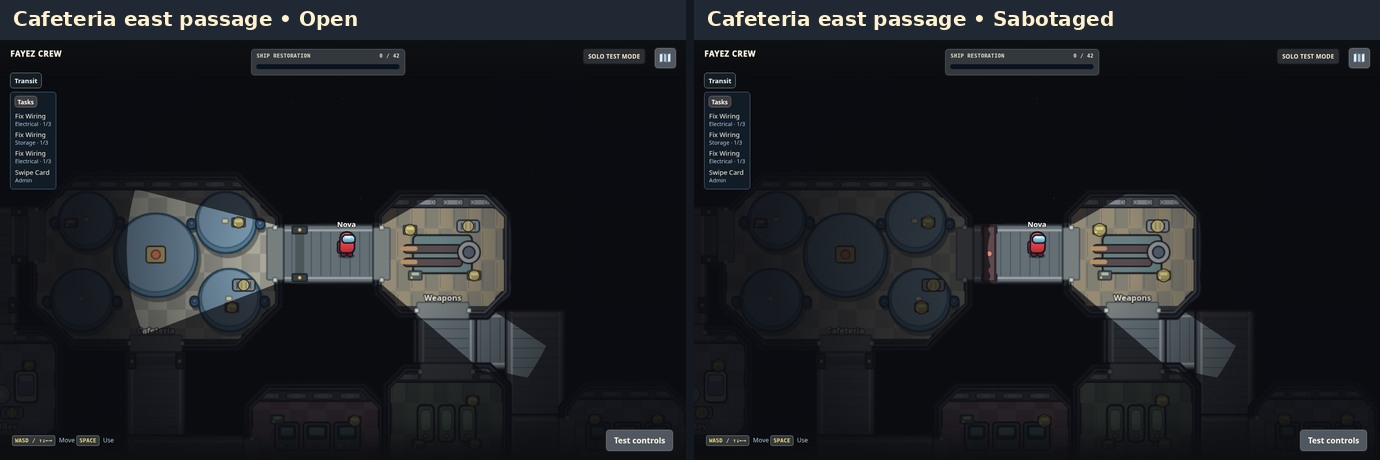 Cafeteria east passage • Open
FAYEZ CREW
SHIP RESTORATION 0 / 42
SOLO TEST MODE
Transit
Tasks
Fix Wiring
Electrical · 1/3
Fix Wiring
Storage · 1/3
Fix Wiring
Electrical · 1/3
Swipe Card
Admin
Nova
Weapons
Cafeteria
WASD / ↑↓←→ Move SPACE Use
Test controls
Cafeteria east passage • Sabotaged
FAYEZ CREW
SHIP RESTORATION 0 / 42
SOLO TEST MODE
Transit
Tasks
Fix Wiring
Electrical · 1/3
Fix Wiring
Storage · 1/3
Fix Wiring
Electrical · 1/3
Swipe Card
Admin
Nova
Weapons
Cafeteria
WASD / ↑↓←→ Move SPACE Use
Test controls